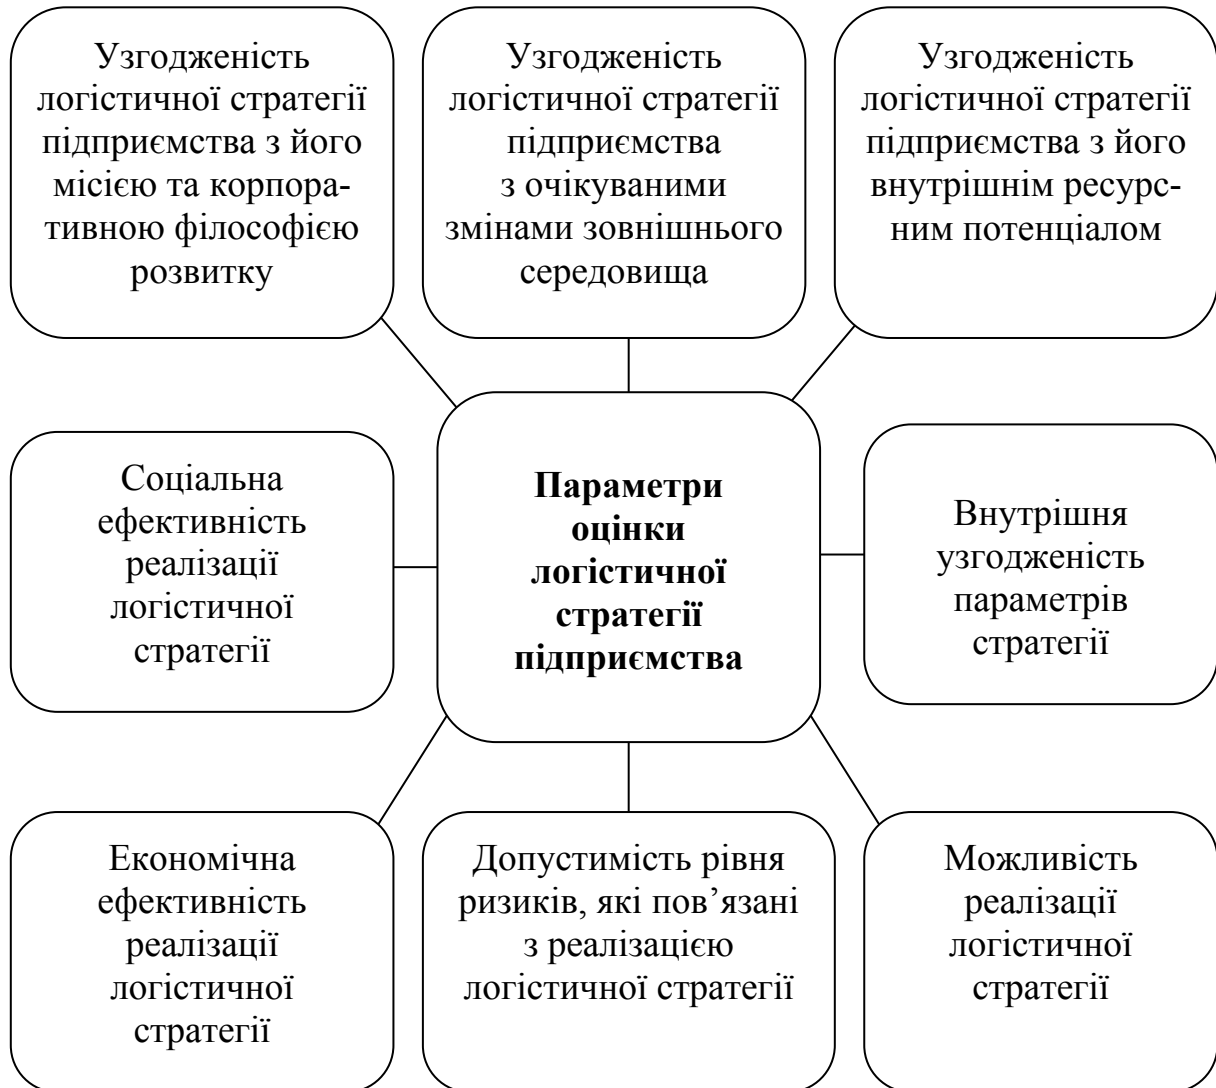 Узгодженість
логістичної стратегії
підприємства з його
місією та корпора-
тивною філософією
розвитку
Узгодженість
логістичної стратегії
підприємства
з очікуваними
змінами зовнішнього
середовища
Узгодженість
логістичної стратегії
підприємства з його
внутрішнім ресурс-
ним потенціалом
Соціальна
ефективність
реалізації
логістичної
стратегії
Параметри
оцінки
логістичної
стратегії
підприємства
Внутрішня
узгодженість
параметрів
стратегії
Економічна
ефективність
реалізації
логістичної
стратегії
Допустимість рівня
ризиків, які пов’язані
з реалізацією
логістичної стратегії
Можливість
реалізації
логістичної
стратегії